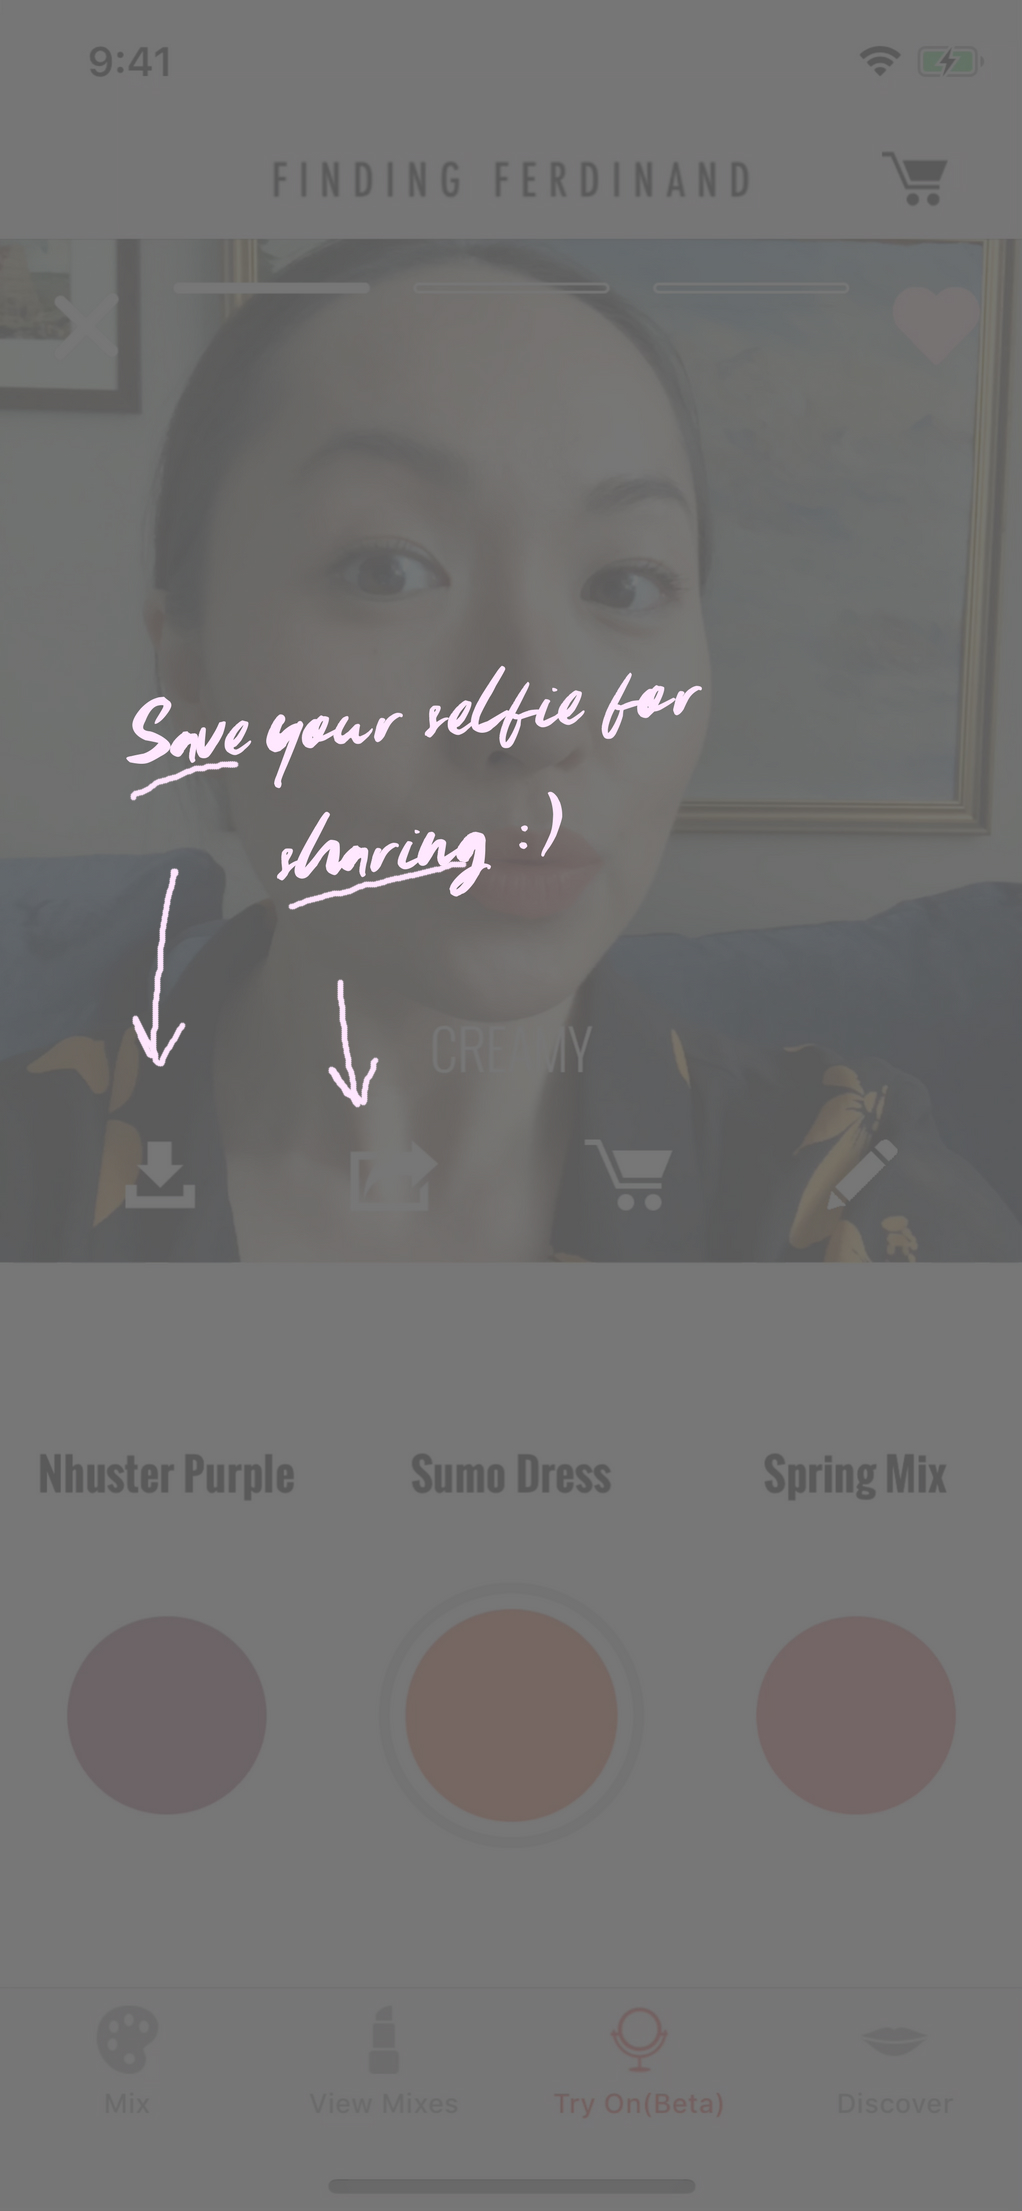 9:41
FINDING FERDINAND
Save your selfie for
sharing :)
CREAMY
Nhuster Purple
Sumo Dress
Spring Mix
Mix
View Mixes
Try On(Beta)
Discover